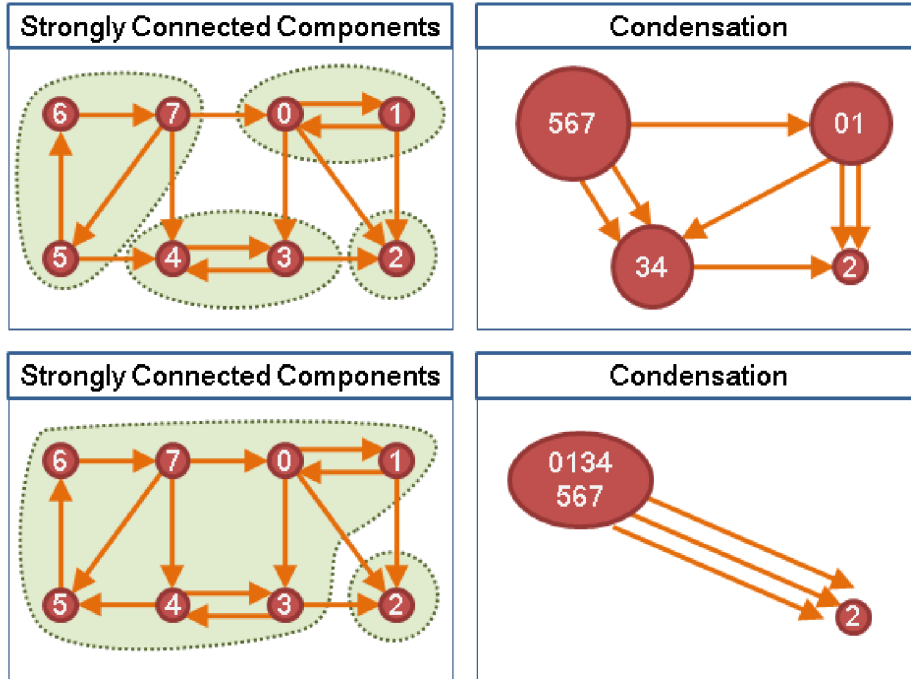 Strongly Connected Components
Condensation
6 7 0 1
5 4 3 2
567 01
34 2
Strongly Connected Components
Condensation
6 7 0 1
5 4 3 2
0134
567
2